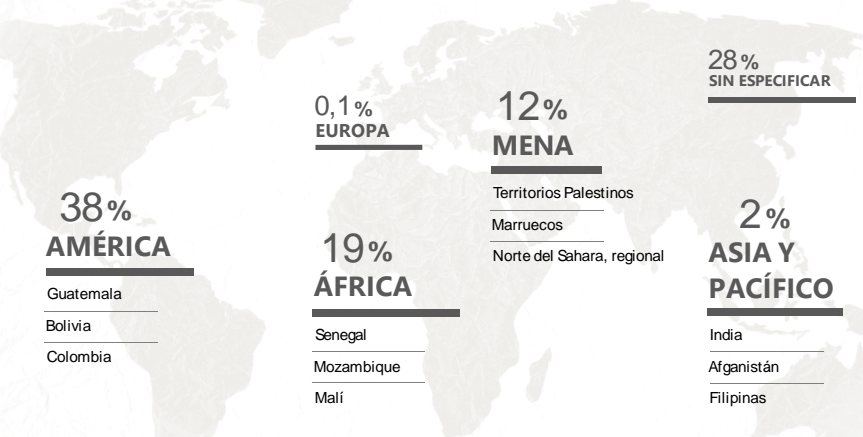 38%
AMÉRICA
Guatemala
Bolivia
Colombia
0,1%
EUROPA
19%
ÁFRICA
Senegal
Mozambique
Malí
12%
MENA
Territorios Palestinos
Marruecos
Norte del Sahara, regional
28%
SIN ESPECIFICAR
2%
ASIA Y
PACÍFICO
India
Afganistán
Filipinas